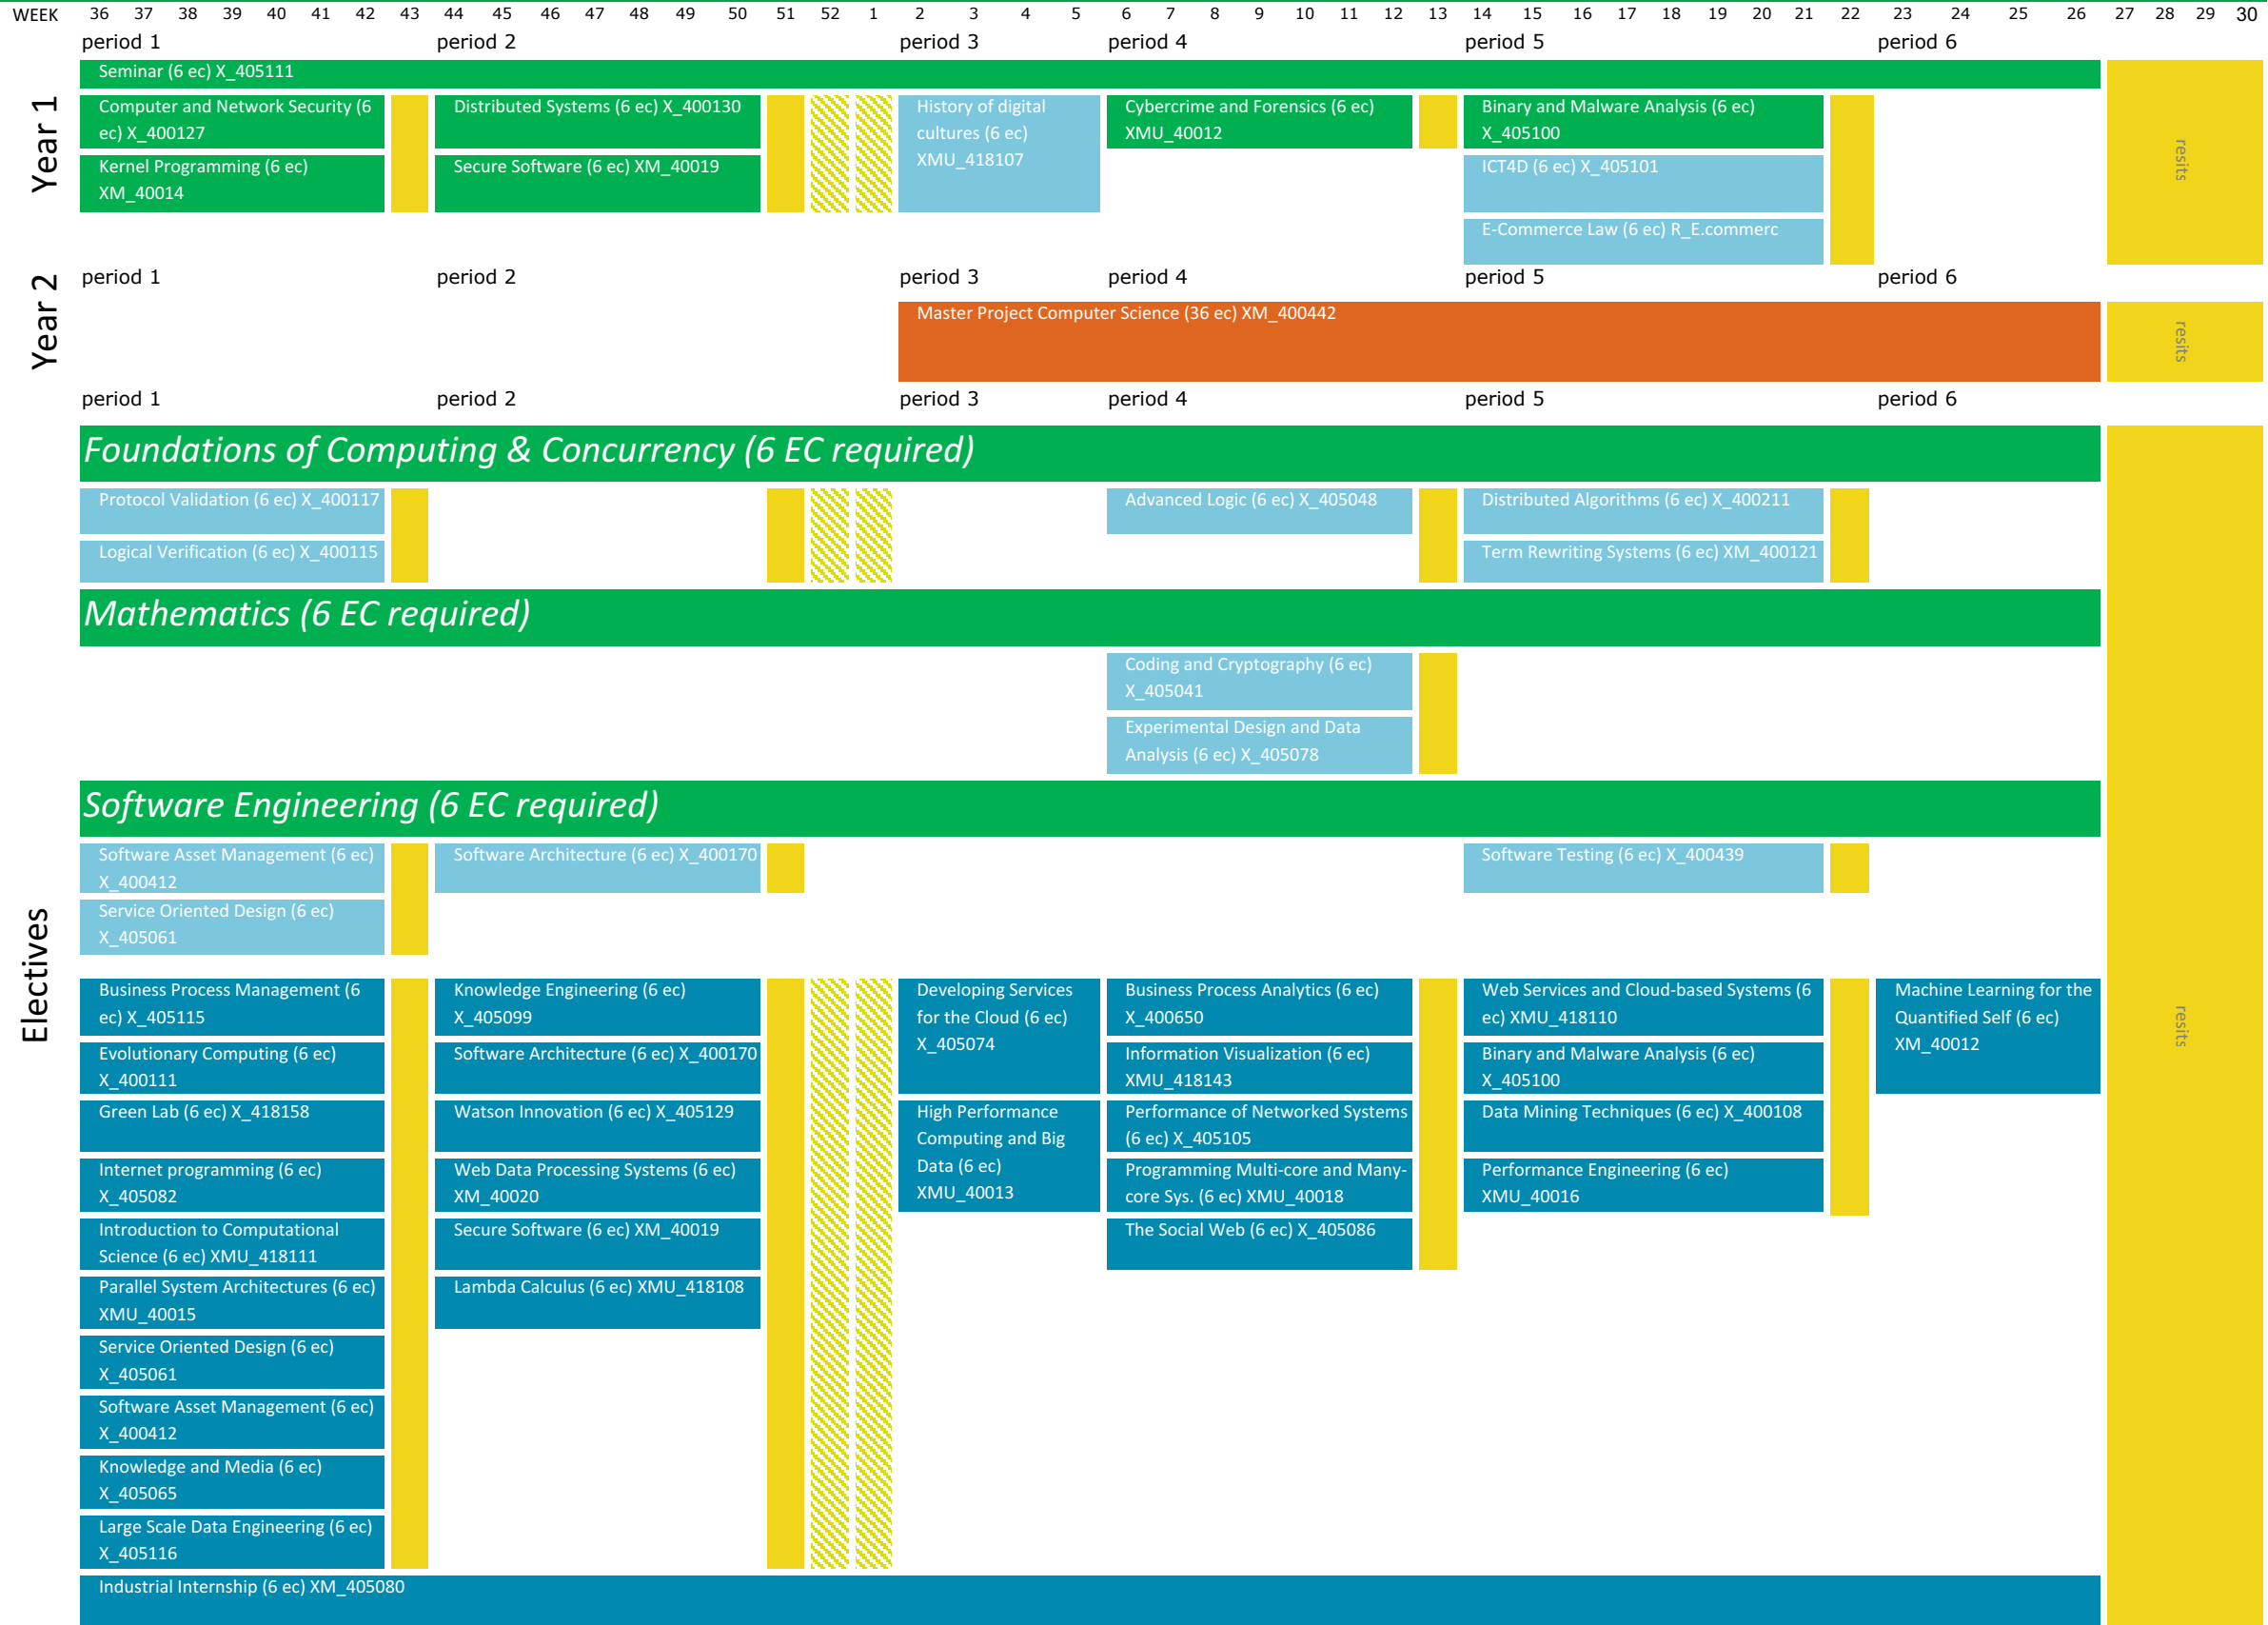 WEEK 36 37 38 39 40 41 42 43 44 45 46 47 48 49 50 51 52 1 2 3 4 5 6 7 8 9 10 11 12 13 14 15 16 17 18 19 20 21 22 23 24 25 26 27 28 29 30
period 1 period 2 period 3 period 4 period 5 period 6
Year 1
Seminar (6 ec) X_405111
Computer and Network Security (6
ec) X_400127
Kernel Programming (6 ec)
XM_40014
Distributed Systems (6 ec) X_400130
Secure Software (6 ec) XM_40019
History of digital
cultures (6 ec)
XMU_418107
Cybercrime and Forensics (6 ec)
XMU_40012
Binary and Malware Analysis (6 ec)
X_405100
ICT4D (6 ec) X_405101
E-Commerce Law (6 ec) R_E.commerc
resits
Year 2
period 1 period 2 period 3 period 4 period 5 period 6
Master Project Computer Science (36 ec) XM_400442
resits
period 1 period 2 period 3 period 4 period 5 period 6
Electives
Foundations of Computing & Concurrency (6 EC required)
Protocol Validation (6 ec) X_400117
Logical Verification (6 ec) X_400115
Advanced Logic (6 ec) X_405048
Distributed Algorithms (6 ec) X_400211
Term Rewriting Systems (6 ec) XM_400121
Mathematics (6 EC required)
Coding and Cryptography (6 ec)
X_405041
Experimental Design and Data
Analysis (6 ec) X_405078
Software Engineering (6 EC required)
Software Asset Management (6 ec)
X_400412
Service Oriented Design (6 ec)
X_405061
Software Architecture (6 ec) X_400170
Software Testing (6 ec) X_400439
Business Process Management (6
ec) X_405115
Evolutionary Computing (6 ec)
X_400111
Green Lab (6 ec) X_418158
Internet programming (6 ec)
X_405082
Introduction to Computational
Science (6 ec) XMU_418111
Parallel System Architectures (6 ec)
XMU_40015
Service Oriented Design (6 ec)
X_405061
Software Asset Management (6 ec)
X_400412
Knowledge and Media (6 ec)
X_405065
Large Scale Data Engineering (6 ec)
X_405116
Knowledge Engineering (6 ec)
X_405099
Software Architecture (6 ec) X_400170
Watson Innovation (6 ec) X_405129
Web Data Processing Systems (6 ec)
XM_40020
Secure Software (6 ec) XM_40019
Lambda Calculus (6 ec) XMU_418108
Developing Services
for the Cloud (6 ec)
X_405074
High Performance
Computing and Big
Data (6 ec)
XMU_40013
Business Process Analytics (6 ec)
X_400650
Information Visualization (6 ec)
XMU_418143
Performance of Networked Systems
(6 ec) X_405105
Programming Multi-core and Many-
core Sys. (6 ec) XMU_40018
The Social Web (6 ec) X_405086
Web Services and Cloud-based Systems (6
ec) XMU_418110
Binary and Malware Analysis (6 ec)
X_405100
Data Mining Techniques (6 ec) X_400108
Performance Engineering (6 ec)
XMU_40016
Machine Learning for the
Quantified Self (6 ec)
XM_40012
resits
Industrial Internship (6 ec) XM_405080